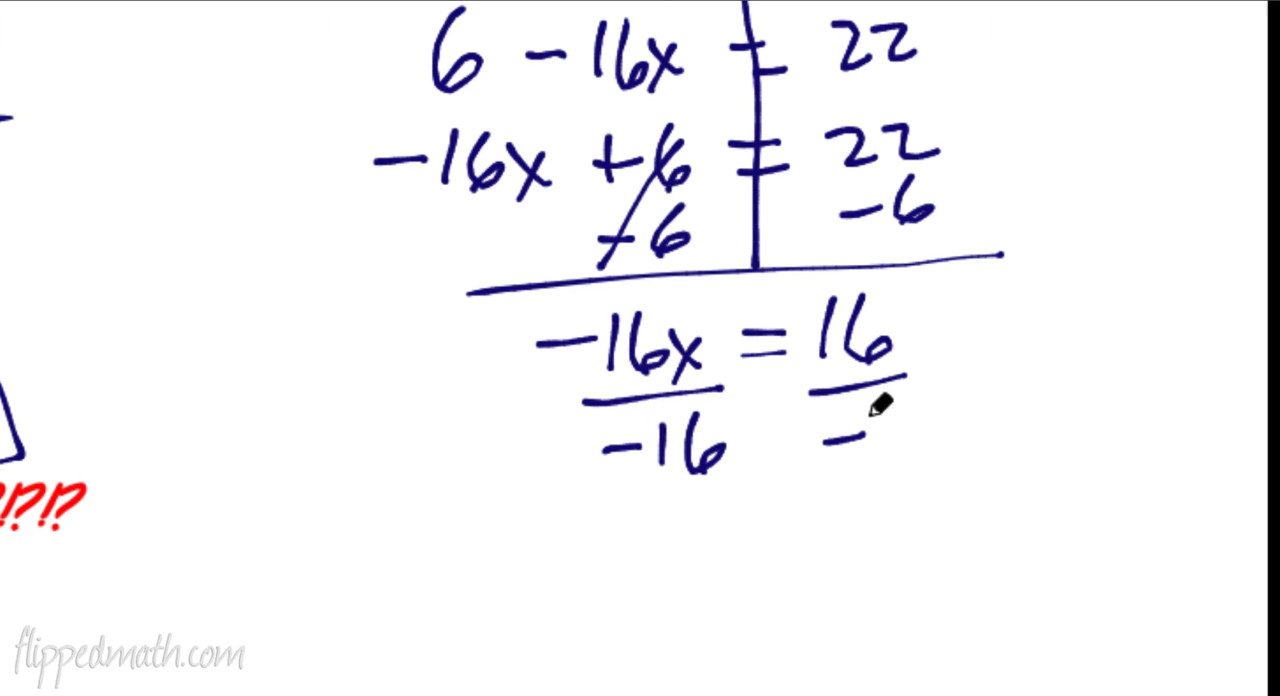 6 - 16x = 22
-16x + 6 = 22
-6 -6
-16x = 16
-16 -
?!?!?
flippedmath.com